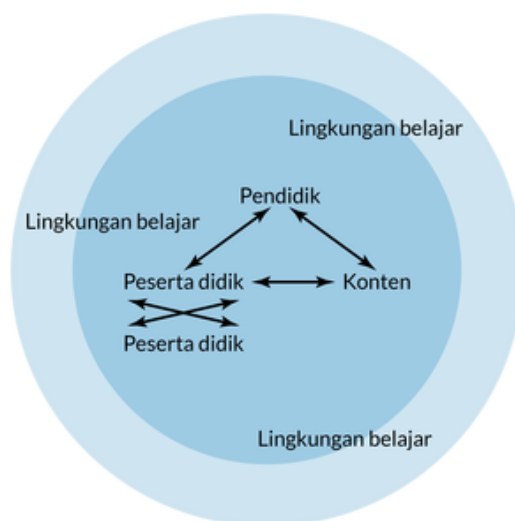 Lingkungan belajar
Pendidik
Lingkungan belajar
Peserta didik
Konten
Peserta didik
Lingkungan belajar